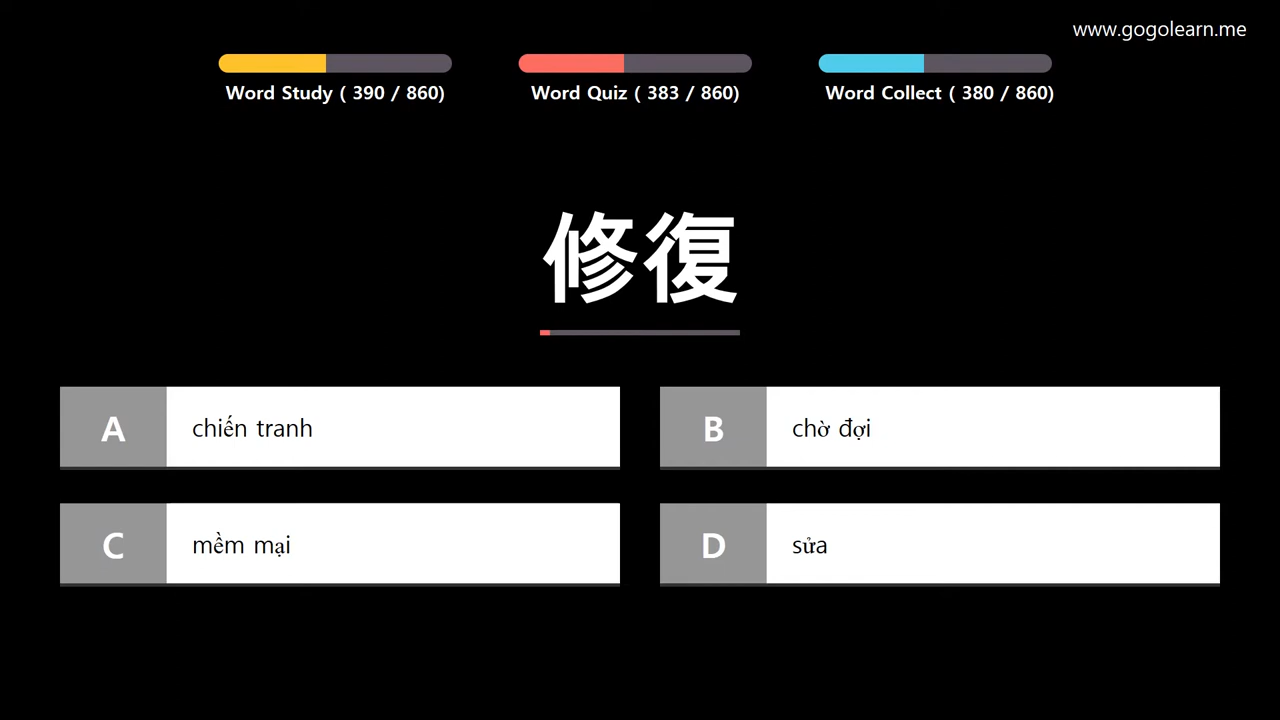 www.gogolearn.me
Word Study ( 390 / 860)
Word Quiz ( 383 / 860)
Word Collect ( 380 / 860)
修復
A chiến tranh
B chờ đợi
C mềm mại
D sửa